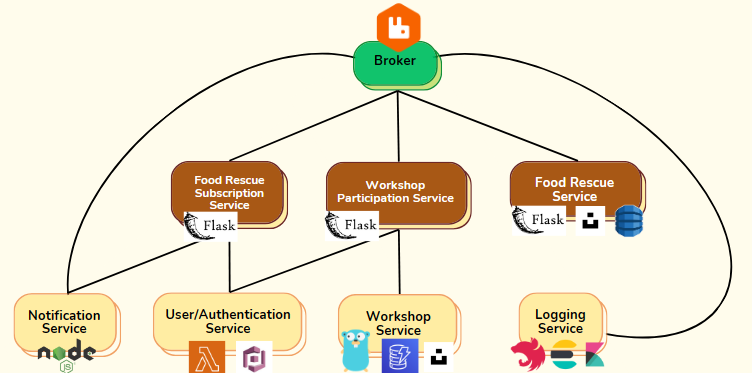 Broker
Food Rescue
Subscription
Service
Flask
Workshop
Participation Service
Flask
Food Rescue
Service
Flask
Notification
Service
node
JS
User/Authentication
Service
Workshop
Service
Logging
Service